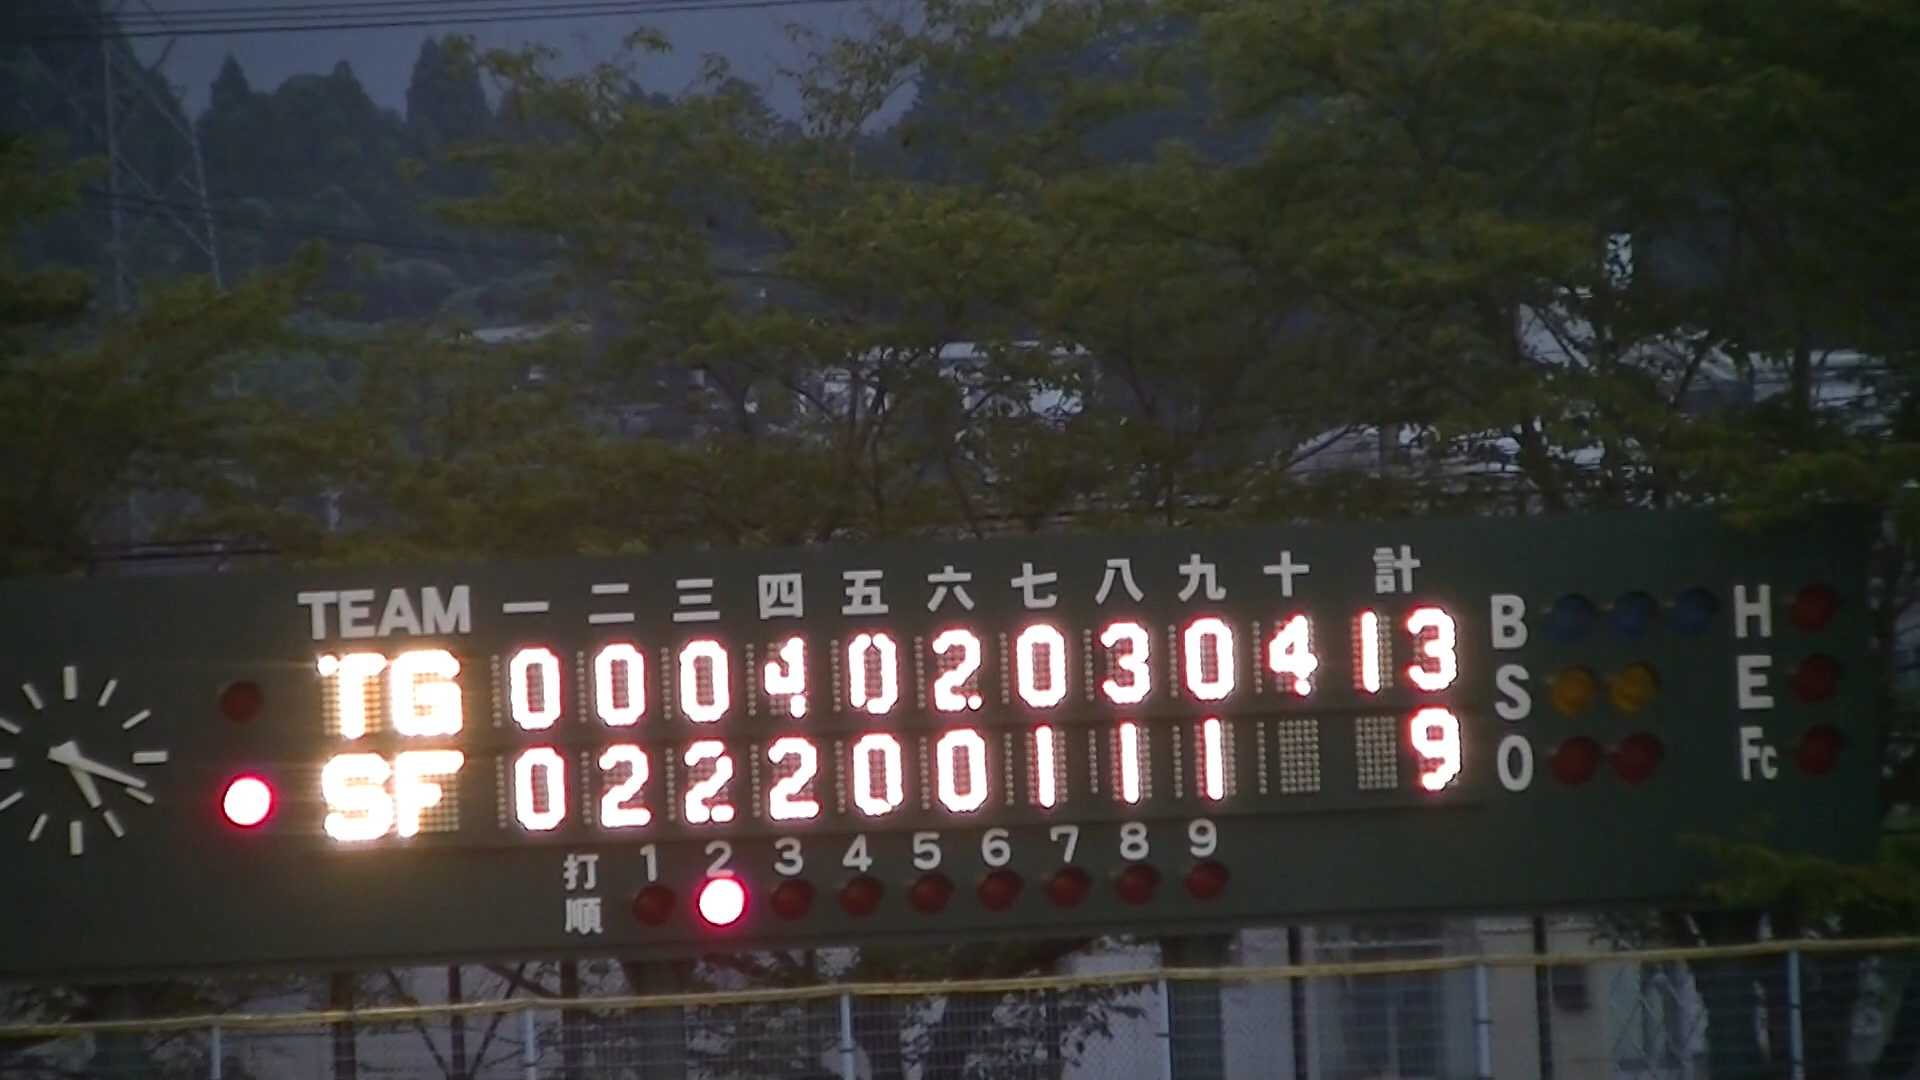 TEAM 一 二 三 四 五 六 七 八 九 十 計
TG 0 0 0 4 0 2 0 3 0 4 13
SF 0 2 2 2 0 0 1 1 1 9
B
S
O
H
E
Fc
打順 1 2 3 4 5 6 7 8 9